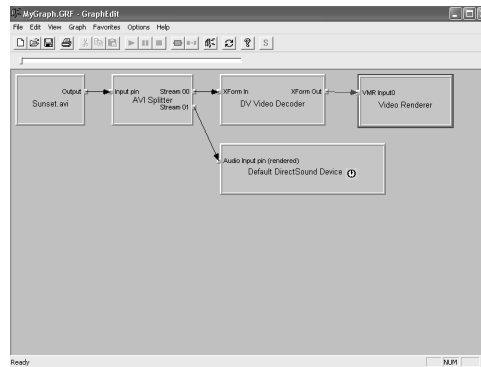 MyGraph.GRF - GraphEdit
File Edit View Graph Favorites Options Help
S
Output
Sunset.avi
input pin
Stream 00
AVI Splitter
Stream 01
XForm In
XForm Out
DV Video Decoder
VMR Input0
Video Renderer
Audio Input pin (rendered)
Default DirectSound Device
Ready
NUM